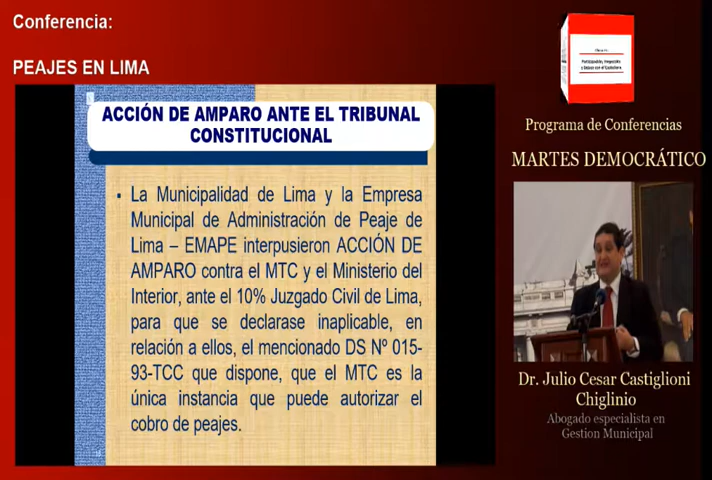 Conferencia:
PEAJES EN LIMA
ACCIÓN DE AMPARO ANTE EL TRIBUNAL
CONSTITUCIONAL
• La Municipalidad de Lima y la Empresa
Municipal de Administración de Peaje de
Lima – EMAPE interpusieron ACCIÓN DE
AMPARO contra el MTC y el Ministerio del
Interior, ante el 10% Juzgado Civil de Lima,
para que se declarase inaplicable, en
relación a ellos, el mencionado DS Nº 015-
93-TCC que dispone, que el MTC es la
única instancia que puede autorizar el
cobro de peajes.
Programa de Conferencias
MARTES DEMOCRÁTICO
Dr. Julio Cesar Castiglioni
Chiglinio
Abogado especialista en
Gestion Municipal